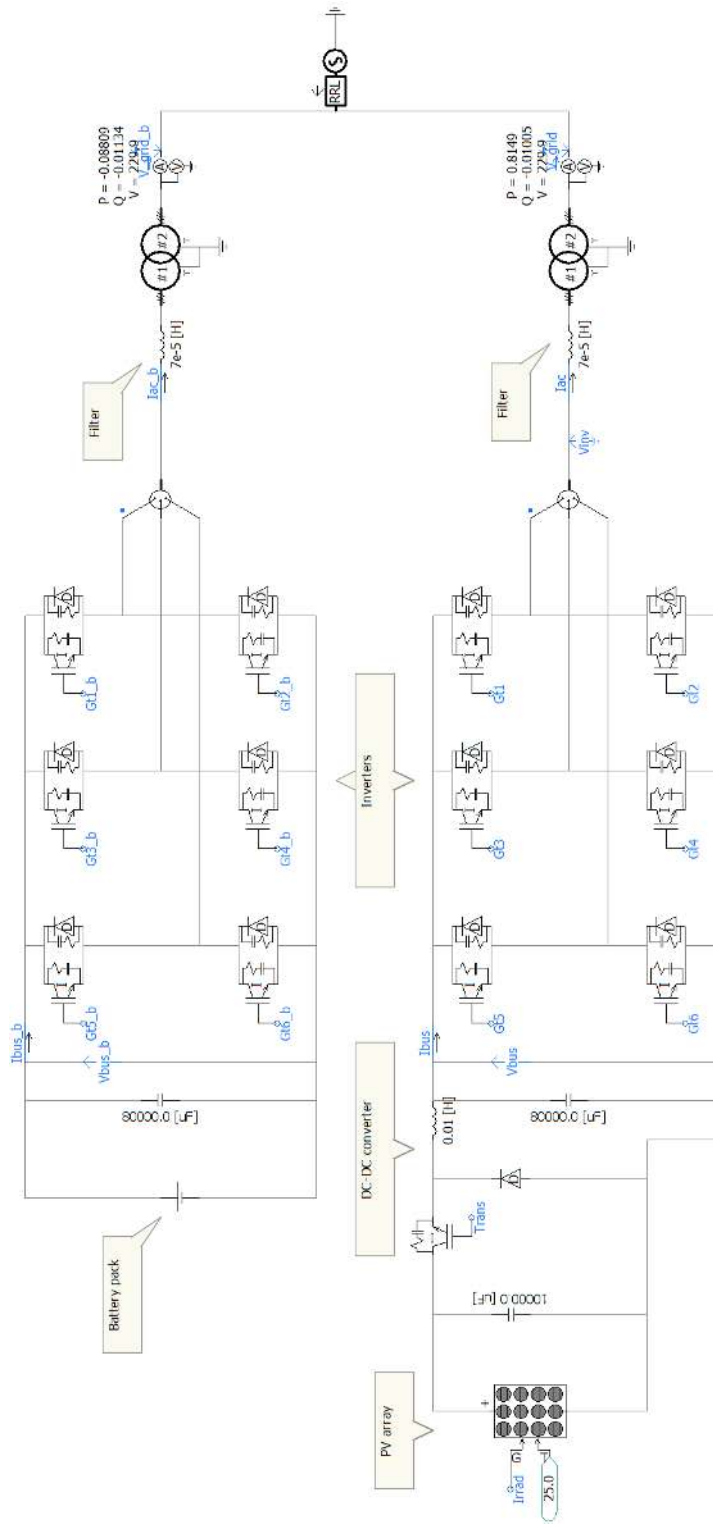 P = -0.08809
Q = -0.01134
V = 229.9
V_grid_b
A
V
RRL
S
#1
#2
7e-5 [H]
Filter
Iac_b
Gt1_b
Gt2_b
Gt3_b
Gt4_b
Gt5_b
Gt6_b
D
D
D
D
D
D
I
I
I
I
I
I
Ibus_b
Vbus_b
80000.0 [uF]
Battery pack
Inverters
P = 0.8149
Q = -0.01005
V = 229.9
V_grid
A
V
#1
#2
7e-5 [H]
Filter
Iac
Vinv
Gt1
Gt2
Gt3
Gt4
Gt5
Gt6
D
D
D
D
D
D
I
I
I
I
I
I
Ibus
Vbus
80000.0 [uF]
0.01 [H]
DC-DC converter
D
Trans
10000.0 [uF]
PV array
+
G
T
Irrad
25.0